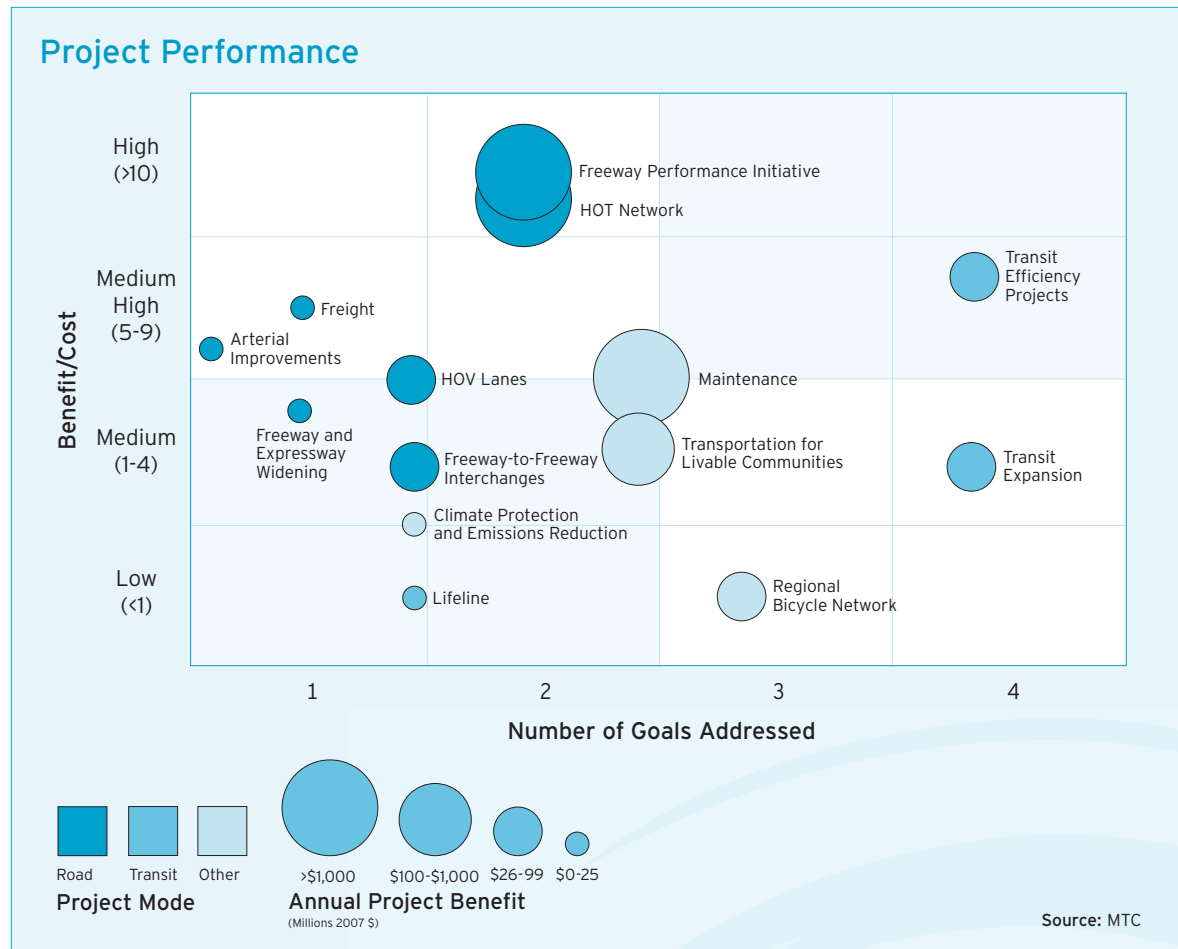 Project Performance
High
(>10)
Freeway Performance Initiative
HOT Network
Medium
High
(5-9)
Transit
Efficiency
Projects
Freight
Arterial
Improvements
HOV Lanes
Maintenance
Benefit/Cost
Medium
(1-4)
Freeway and
Expressway
Widening
Freeway-to-Freeway
Interchanges
Transportation for
Livable Communities
Transit
Expansion
Climate Protection
and Emissions Reduction
Low
(<1)
Lifeline
Regional
Bicycle Network
1 2 3 4
Number of Goals Addressed
Road Transit Other
Project Mode
>$1,000 $100-$1,000 $26-99 $0-25
Annual Project Benefit
(Millions 2007 $)
Source: MTC